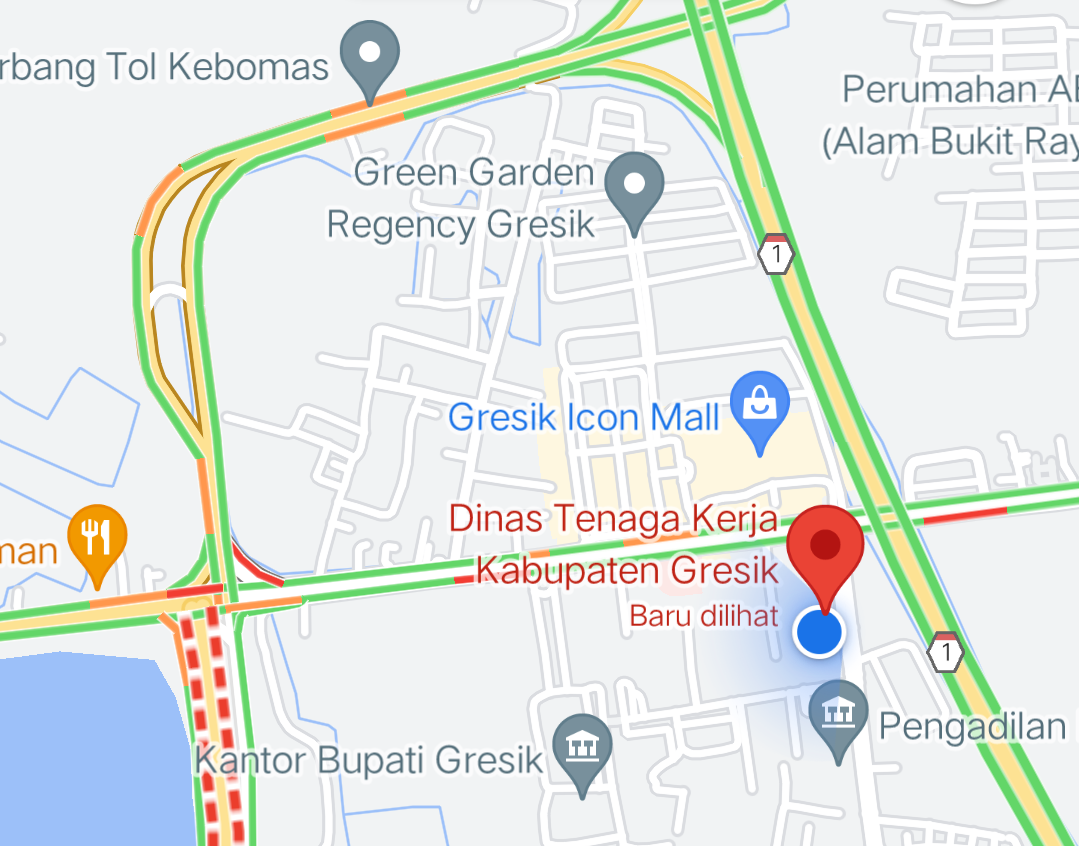 rbang Tol Kebomas
Perumahan
(Alam Bukit Ray
Green Garden
Regency Gresik
1
Gresik Icon Mall
Dinas Tenaga Kerja
Kabupaten Gresik
Baru dilihat
man
1
Pengadilan
Kantor Bupati Gresik